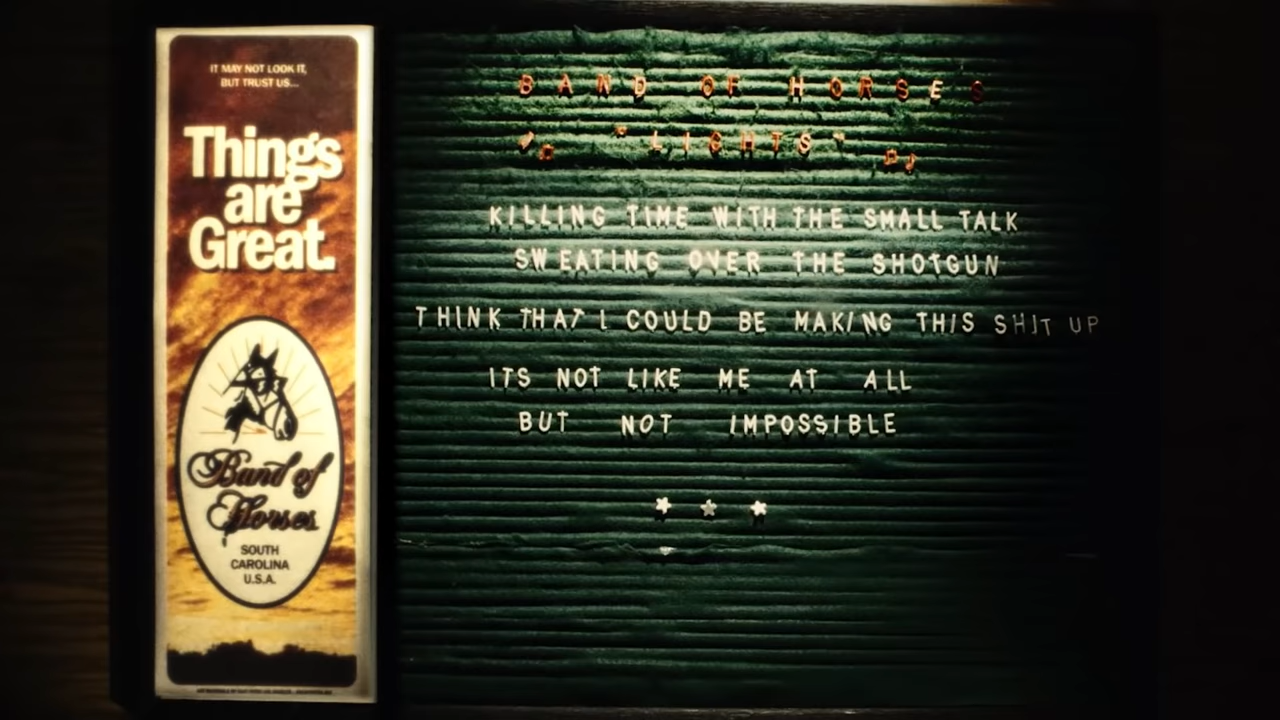 IT MAY NOT LOOK IT,
BUT TRUST US...
Things
are
Great.
Band of
Horses
SOUTH
CAROLINA
U.S.A.
BAND OF HORSES
"LIGHTS"
KILLING TIME WITH THE SMALL TALK
SWEATING OVER THE SHOTGUN
THINK THAT I COULD BE MAKING THIS SHIT UP
ITS NOT LIKE ME AT ALL
BUT NOT IMPOSSIBLE
* * *